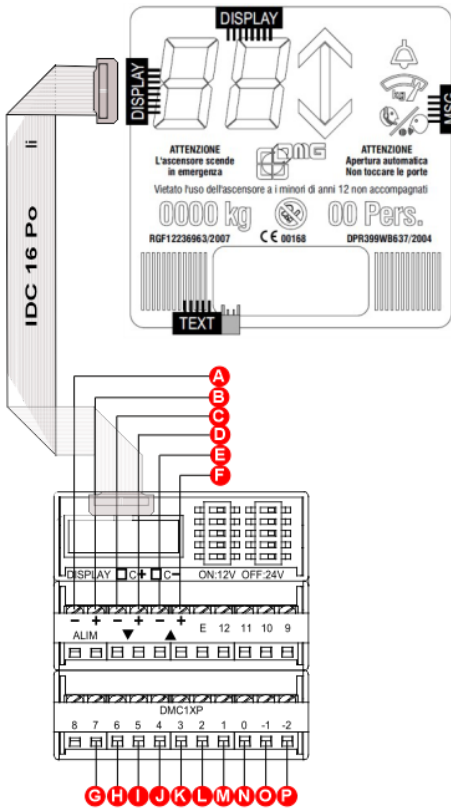 DISPLAY
DISPLAY
MSG
kg
ATTENZIONE
L'ascensore scende
in emergenza
DMG
ATTENZIONE
Apertura automatica
Non toccare le porte
Vietato l'uso dell'ascensore a i minori di anni 12 non accompagnati
0000 kg
00 Pers.
RGF12236963/2007
CE 00168
DPR399WB637/2004
TEXT
IDC 16 Po li
A
B
C
D
E
F
DISPLAY C+ C- ON:12V OFF:24V
- + - + - + E 12 11 10 9
ALIM ▼ ▲
DMC1XP
8 7 6 5 4 3 2 1 0 -1 -2
G H I J K L M N O P